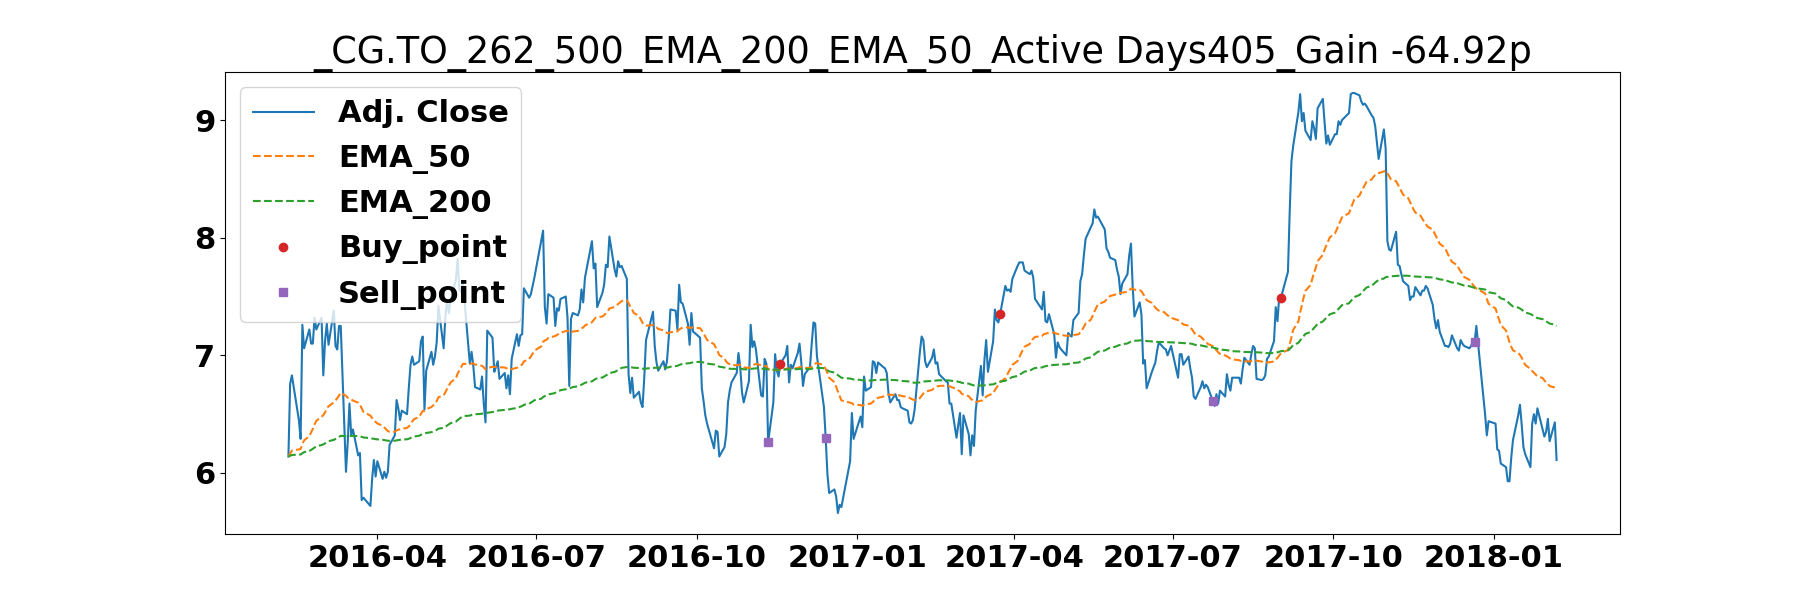 _CG.TO_262_500_EMA_200_EMA_50_Active Days405_Gain -64.92p
Adj. Close
EMA_50
EMA_200
Buy_point
Sell_point
9
8
7
6
2016-04 2016-07 2016-10 2017-01 2017-04 2017-07 2017-10 2018-01